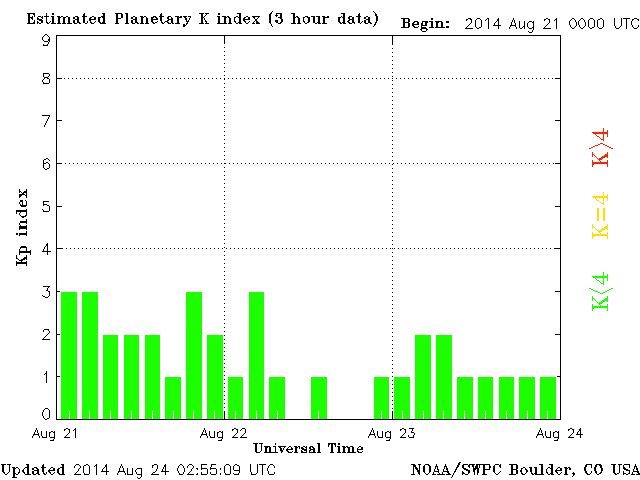 Estimated Planetary K index (3 hour data)
Begin: 2014 Aug 21 0000 UTC
9
8
7
6
5
4
3
2
1
0
Kp index
K>4
K=4
K<4
Aug 21
Aug 22
Aug 23
Aug 24
Universal Time
Updated 2014 Aug 24 02:55:09 UTC
NOAA/SWPC Boulder, CO USA